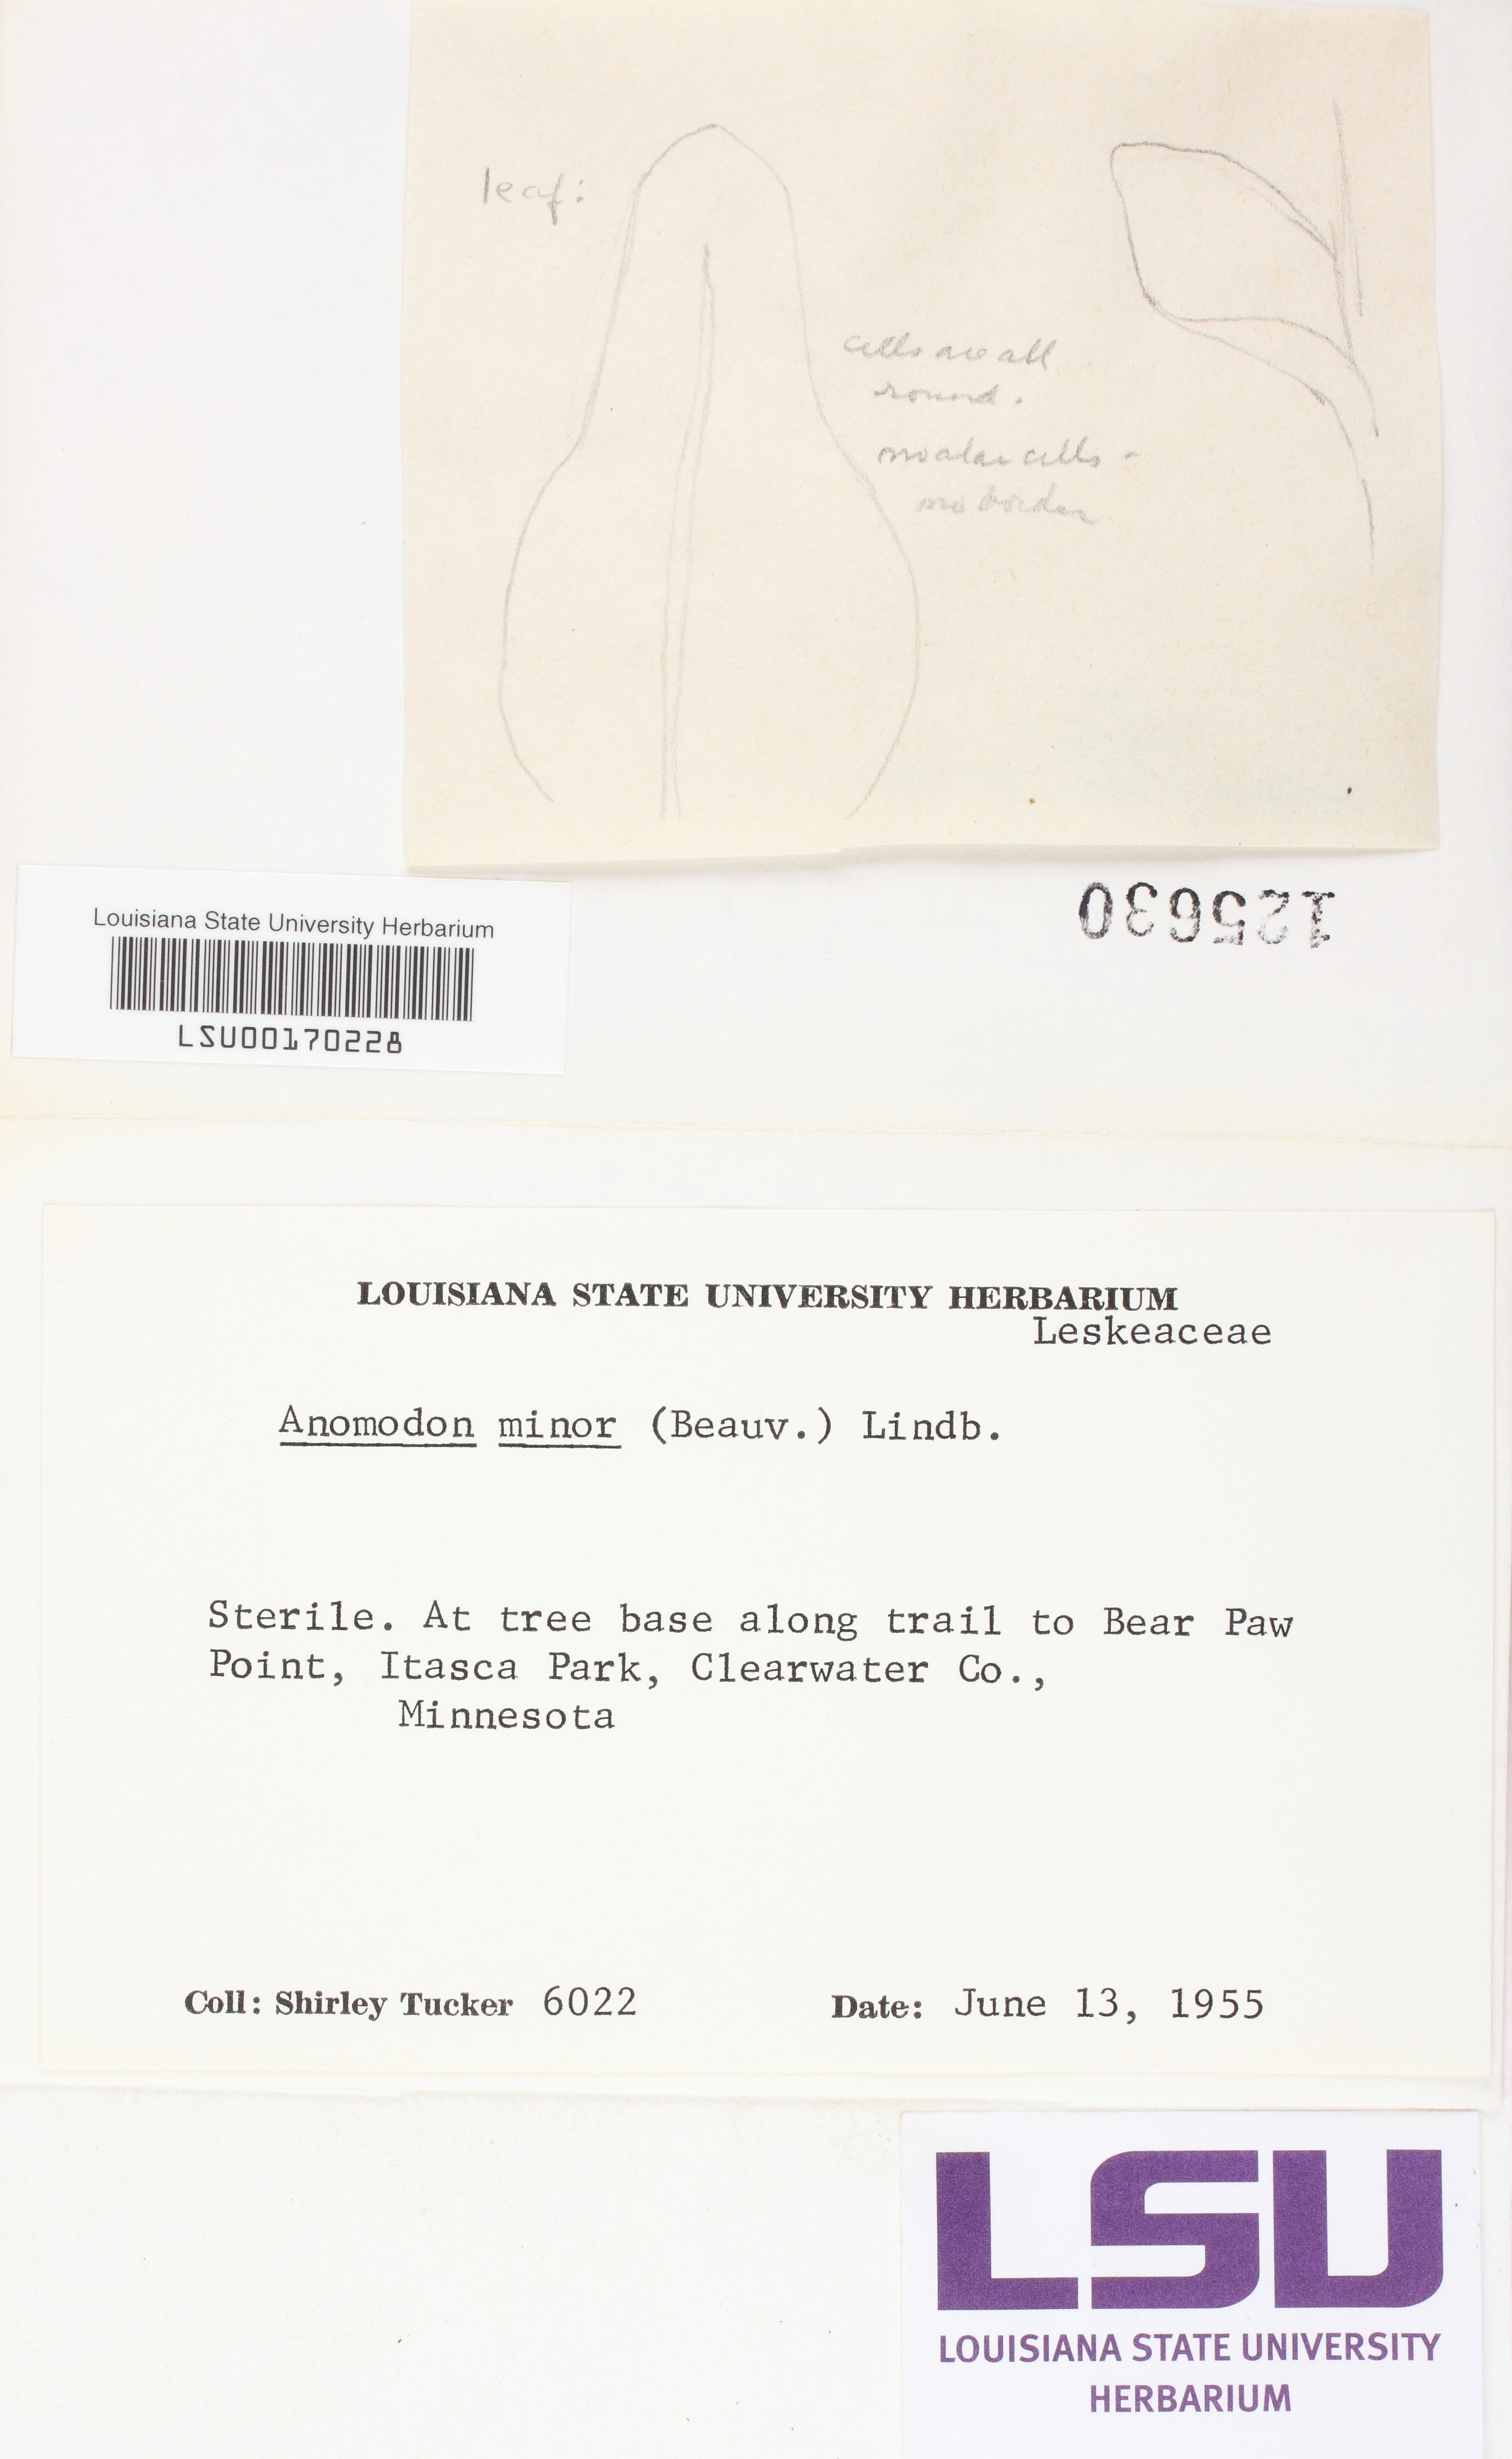 leaf:
cells are all
round.
no alar cells -
no border
125630
Louisiana State University Herbarium
LSU00170228
LOUISIANA STATE UNIVERSITY HERBARIUM
Leskeaceae
Anomodon minor (Beauv.) Lindb.
Sterile. At tree base along trail to Bear Paw
Point, Itasca Park, Clearwater Co.,
Minnesota
Coll: Shirley Tucker 6022 Date: June 13, 1955
LSU
LOUISIANA STATE UNIVERSITY
HERBARIUM